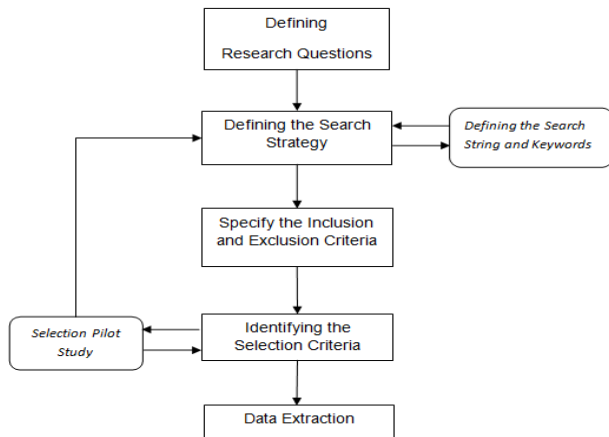 Defining
Research Questions
Defining the Search
Strategy
Defining the Search
String and Keywords
Specify the Inclusion
and Exclusion Criteria
Identifying the
Selection Criteria
Selection Pilot
Study
Data Extraction